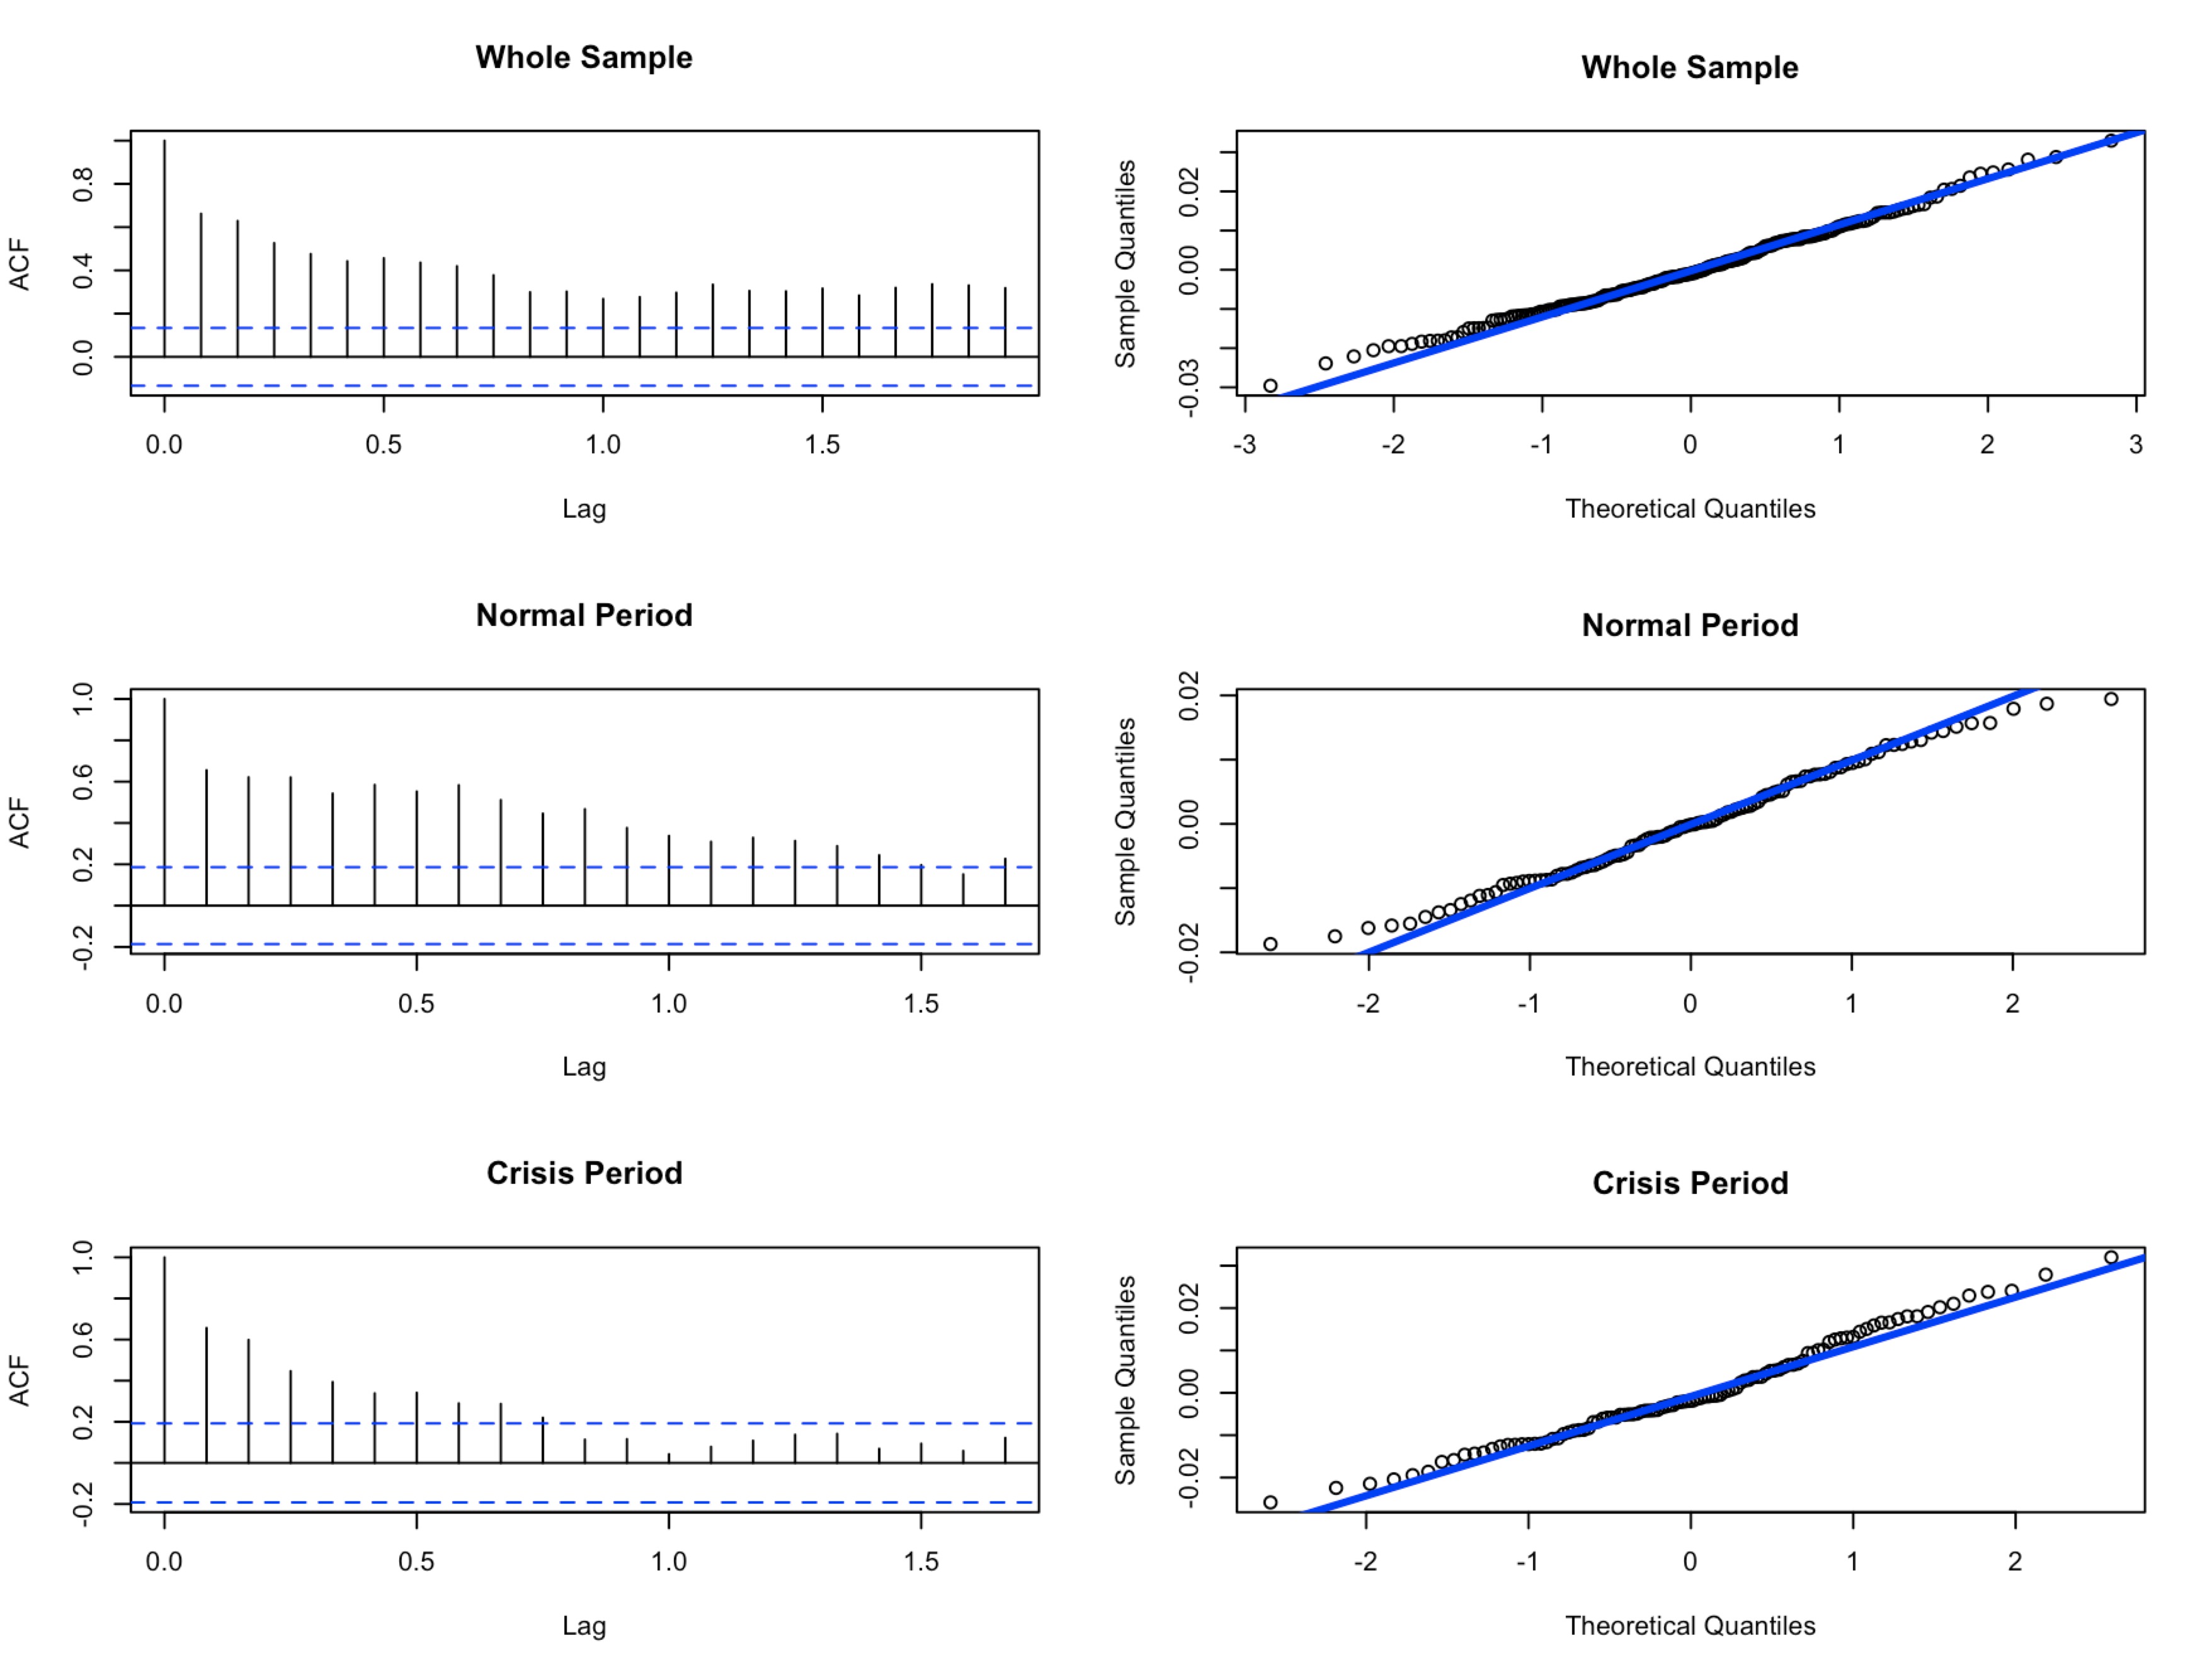 Whole Sample
ACF
0.0 0.4 0.8
0.0 0.5 1.0 1.5
Lag
Whole Sample
Sample Quantiles
-0.03 0.00 0.02
-3 -2 -1 0 1 2 3
Theoretical Quantiles
Normal Period
ACF
-0.2 0.2 0.6 1.0
0.0 0.5 1.0 1.5
Lag
Normal Period
Sample Quantiles
-0.02 0.00 0.02
-2 -1 0 1 2
Theoretical Quantiles
Crisis Period
ACF
-0.2 0.2 0.6 1.0
0.0 0.5 1.0 1.5
Lag
Crisis Period
Sample Quantiles
-0.02 0.00 0.02
-2 -1 0 1 2
Theoretical Quantiles